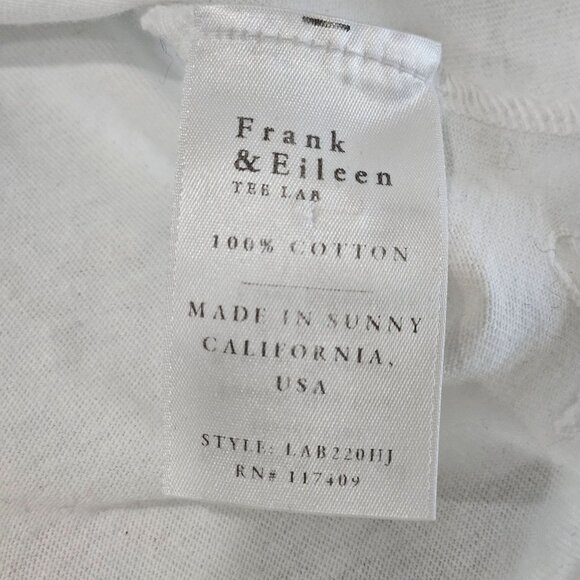 Frank
& Eileen
TEE LAB
100% COTTON
MADE IN SUNNY
CALIFORNIA,
USA
STYLE: LAB220HJ
RN# 117409